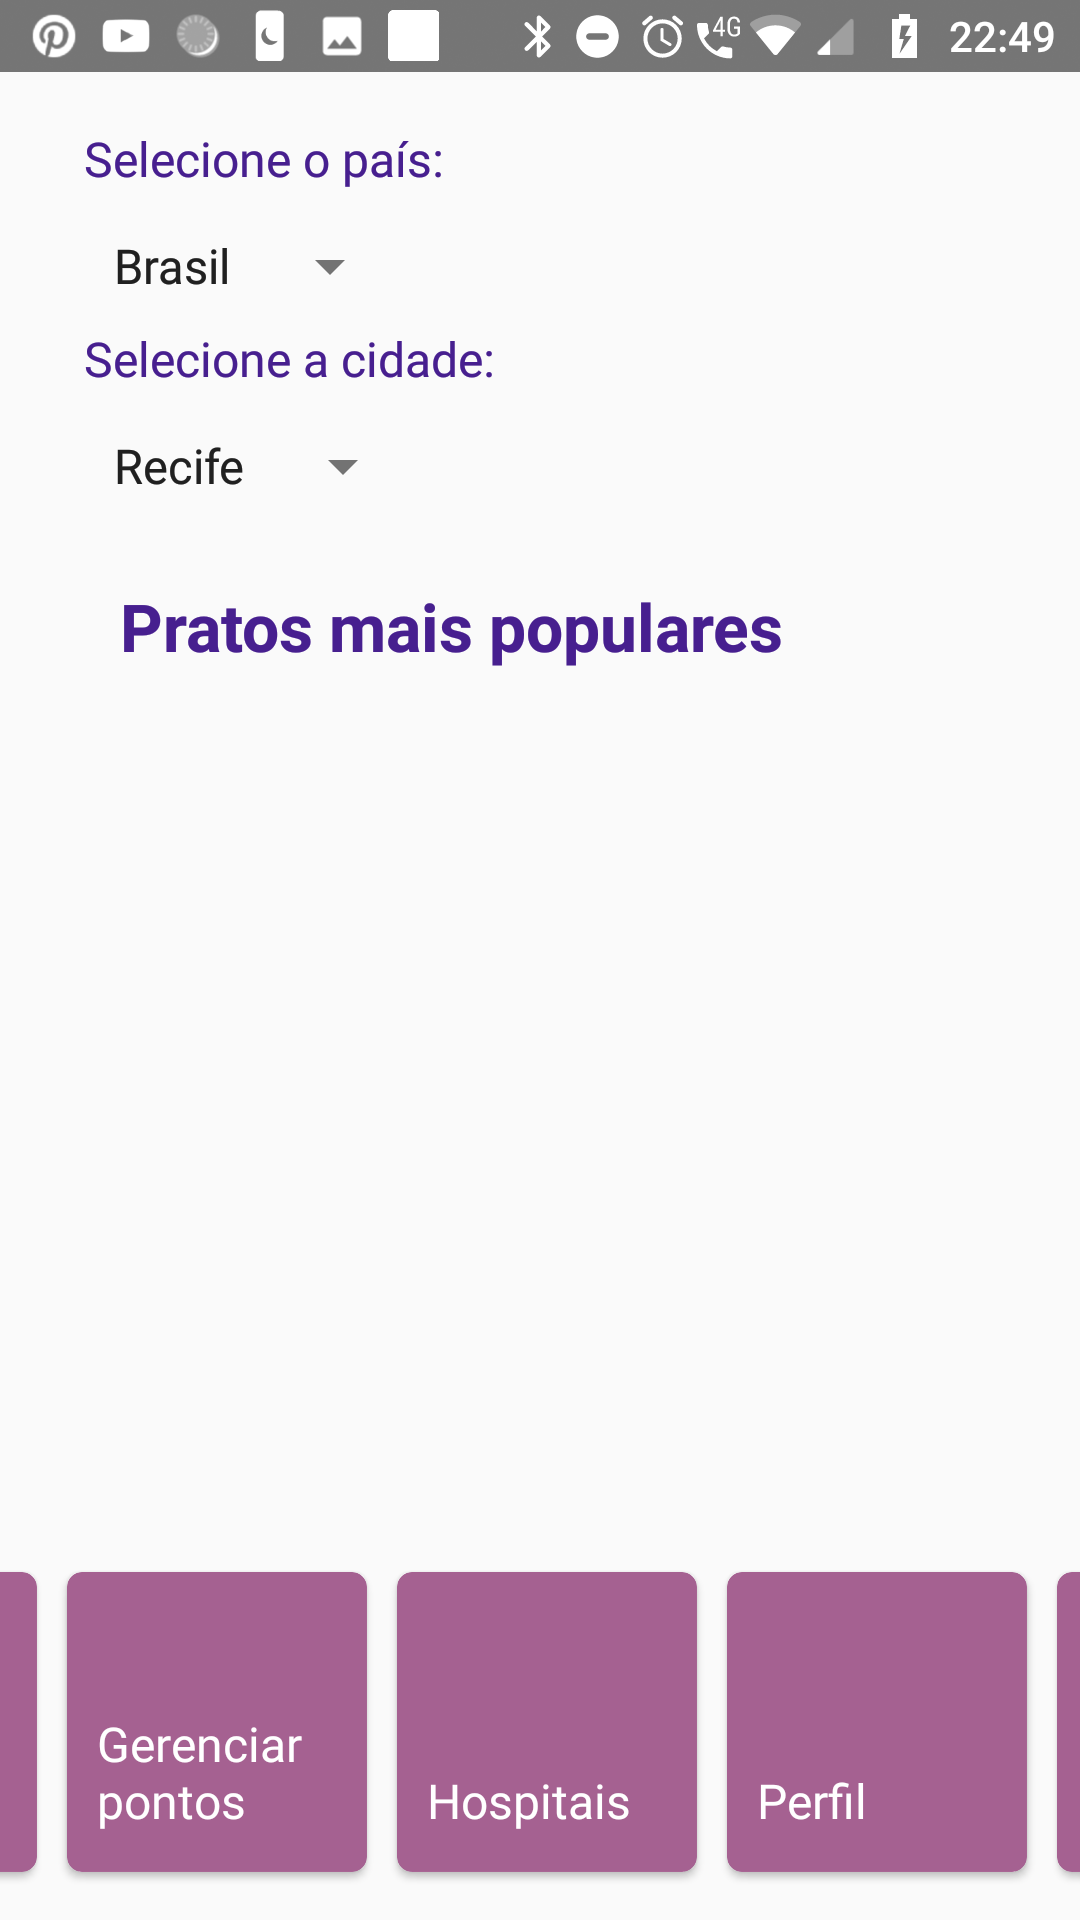 4G 22:49
Selecione o país:
Brasil
Selecione a cidade:
Recife
Pratos mais populares
Gerenciar
pontos
Hospitais
Perfil